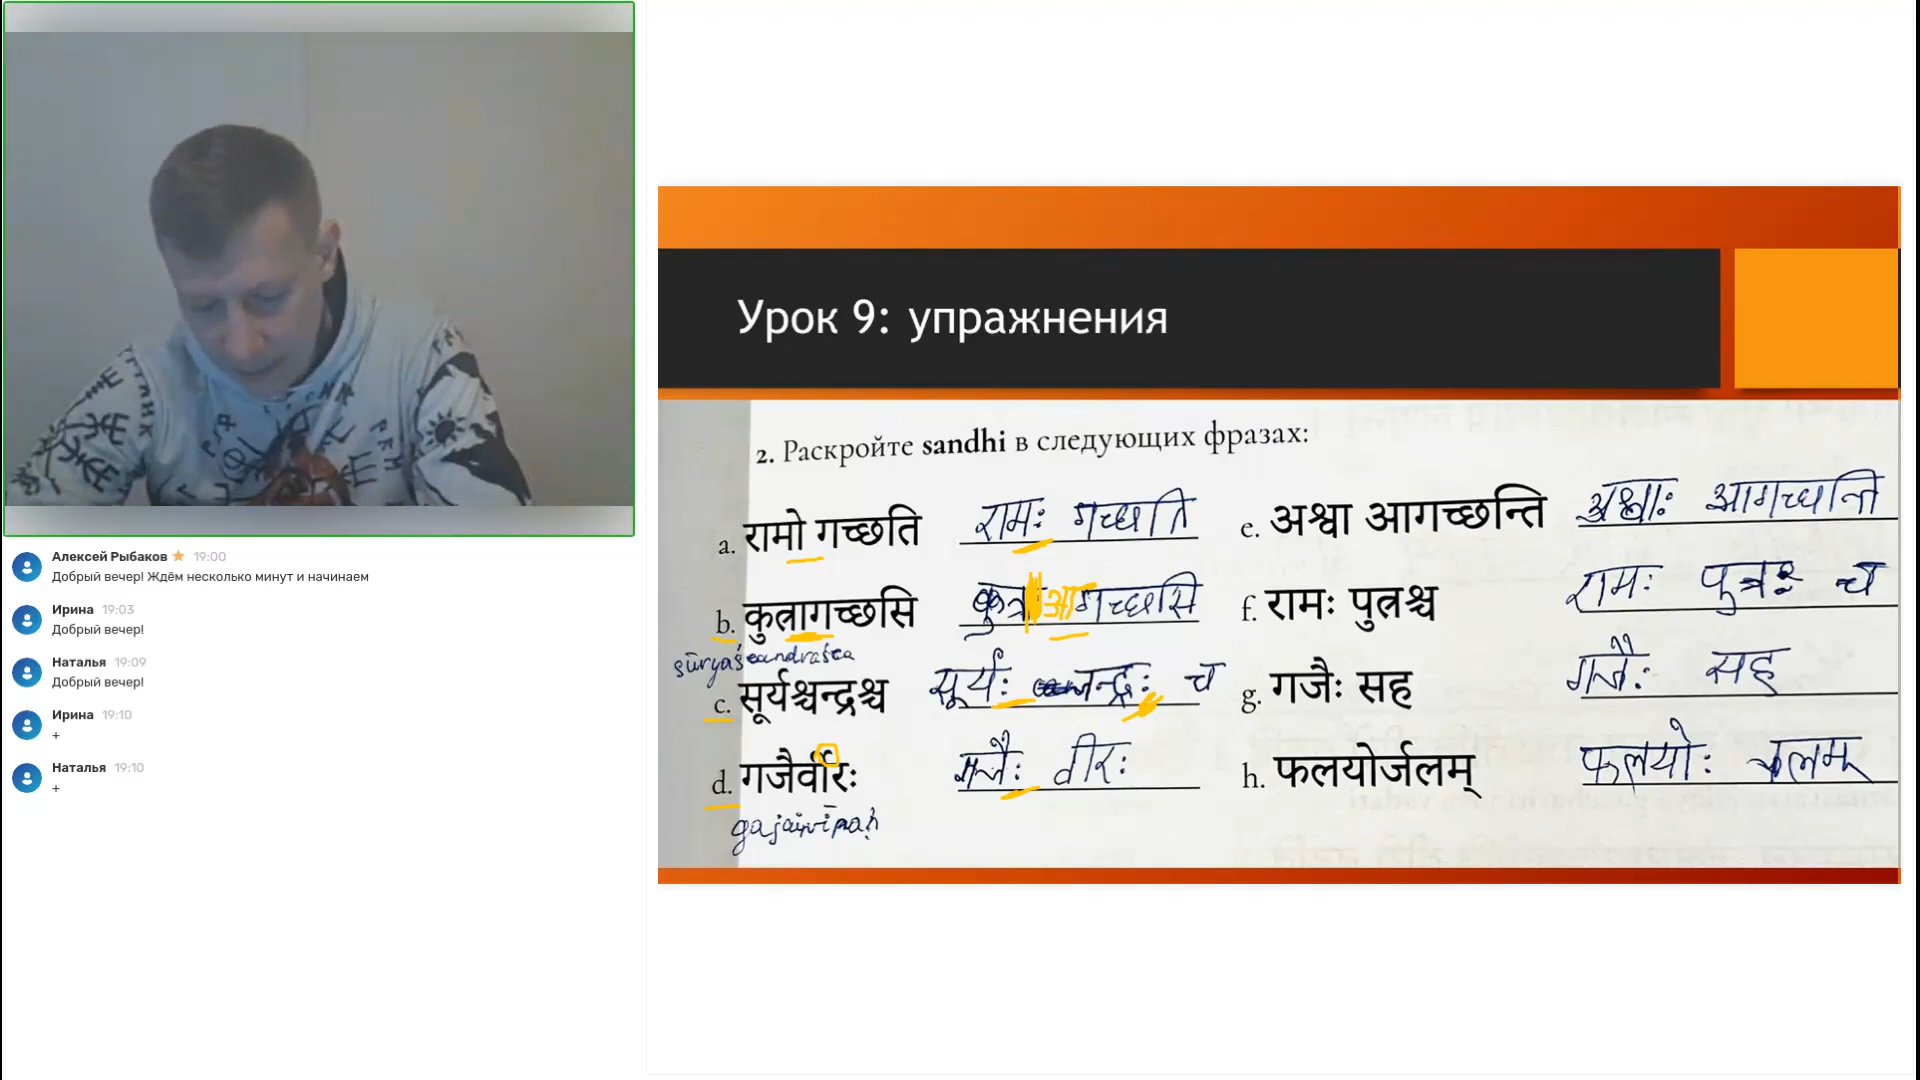 Алексей Рыбаков 19:00
Добрый вечер! Ждём несколько минут и начинаем
Ирина 19:03
Добрый вечер!
Наталья 19:09
Добрый вечер!
Ирина 19:10
+
Наталья 19:10
+
Урок 9: упражнения
2. Раскройте sandhi в следующих фразах:
a. रामो गच्छति रामः गच्छति
b. कुत्रागच्छसि कुत्र आगच्छसि
sūryaścandraśca
c. सूर्यश्चन्द्रश्च सूर्यः चन्द्रः च
d. गजैर्वीरः गजैः वीरः
gajairvīraḥ
e. अश्वा आगच्छन्ति अश्वाः आगच्छन्ति
f. रामः पुत्रश्च रामः पुत्रः च
g. गजैः सह गजैः सह
h. फलयोर्जलम् फलयोः जलम्